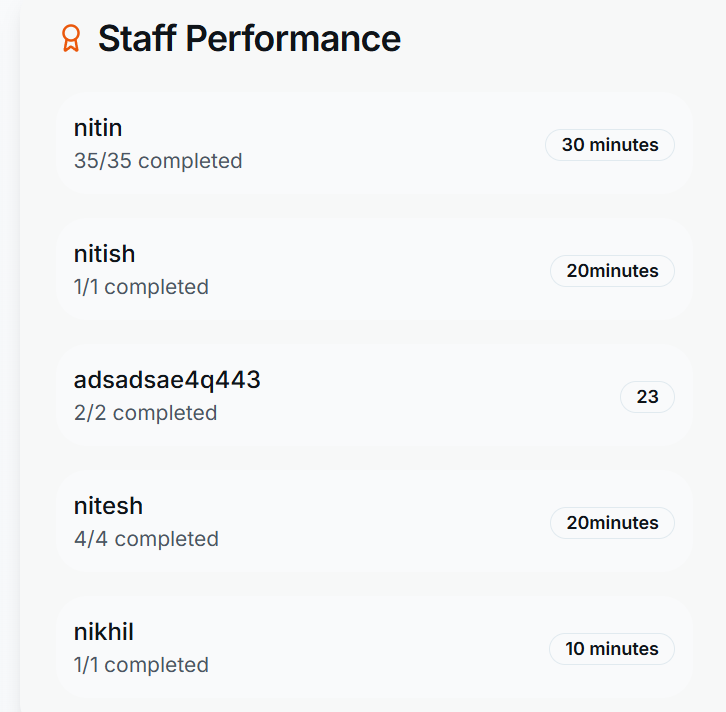 Staff Performance
nitin
35/35 completed
30 minutes
nitish
1/1 completed
20minutes
adsadsae4q443
2/2 completed
23
nitesh
4/4 completed
20minutes
nikhil
1/1 completed
10 minutes